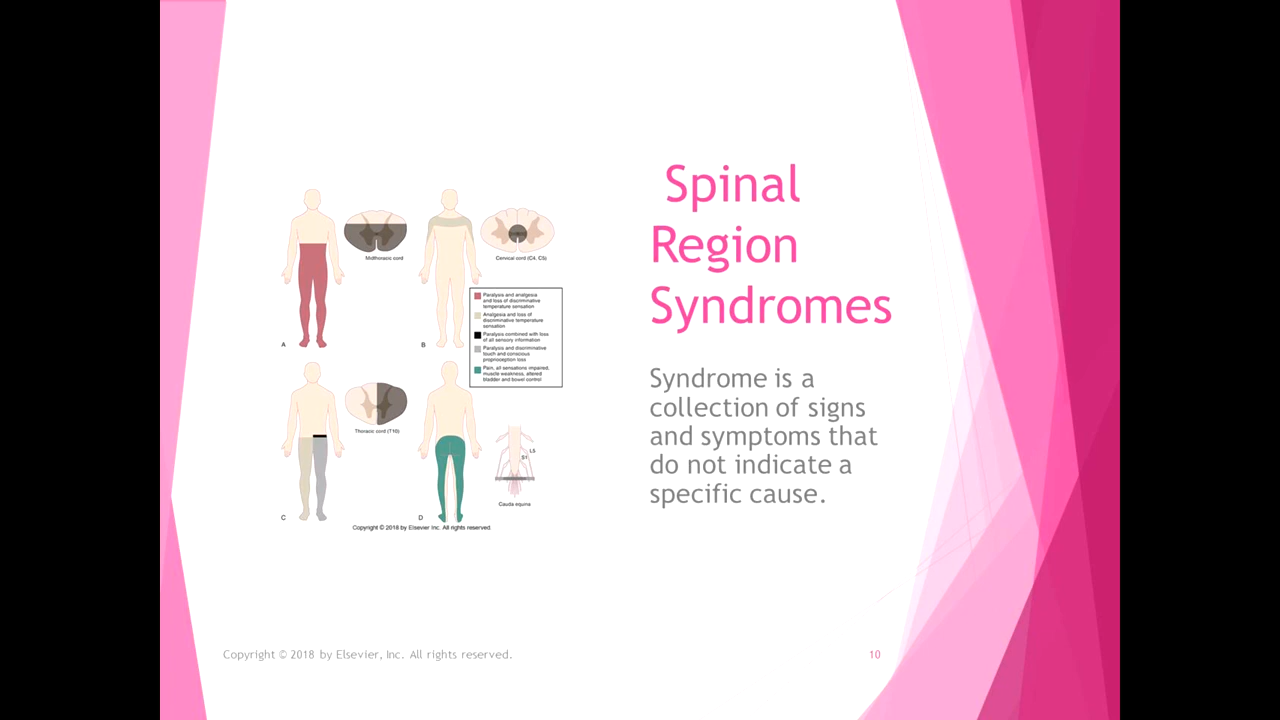 Spinal
Region
Syndromes
Syndrome is a
collection of signs
and symptoms that
do not indicate a
specific cause.
Midthoracic cord
Cervical cord (C4, C5)
A
B
Paralysis and analgesia
and loss of discriminative
temperature sensation
Analgesia and loss of
discriminative temperature
sensation
Paralysis combined with loss
of all sensory information
Paralysis and discriminative
touch and conscious
proprioception loss
Pain, all sensations impaired,
muscle weakness, altered
bladder and bowel control
Thoracic cord (T10)
L5
S1
Cauda equina
C
D
Copyright © 2018 by Elsevier Inc. All rights reserved.
Copyright © 2018 by Elsevier, Inc. All rights reserved.
10